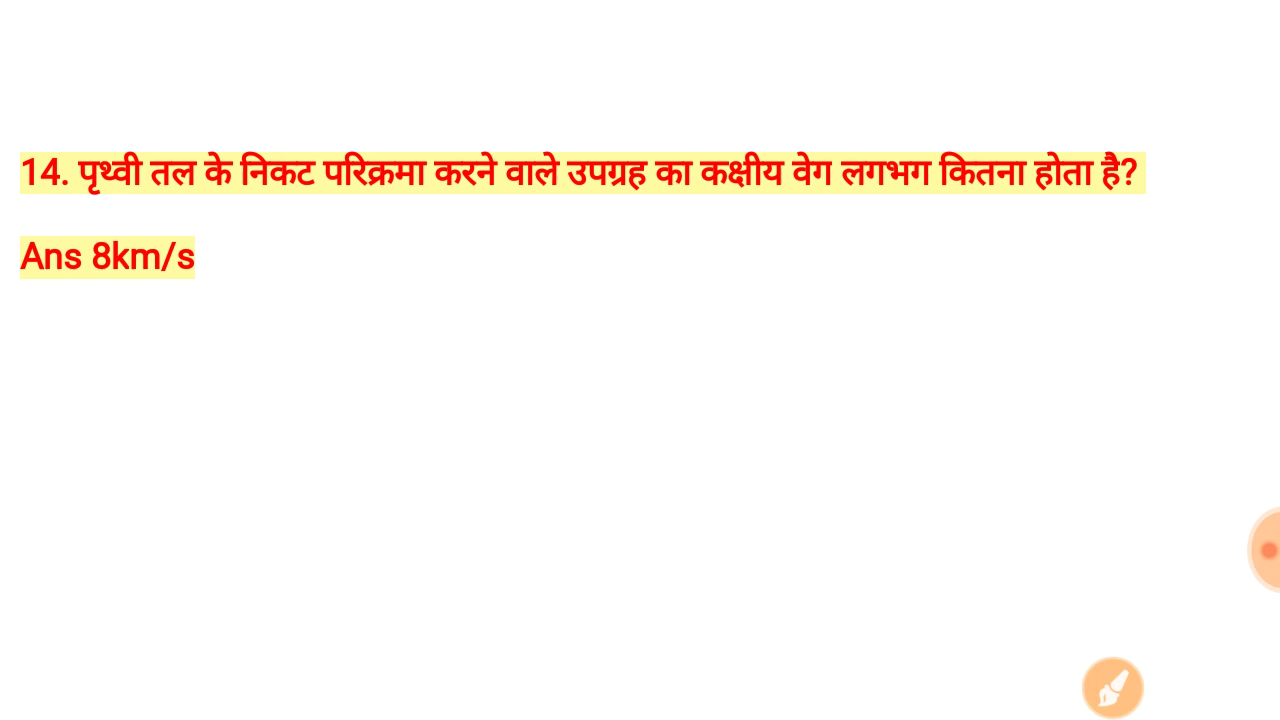 14. पृथ्वी तल के निकट परिक्रमा करने वाले उपग्रह का कक्षीय वेग लगभग कितना होता है?
Ans 8km/s